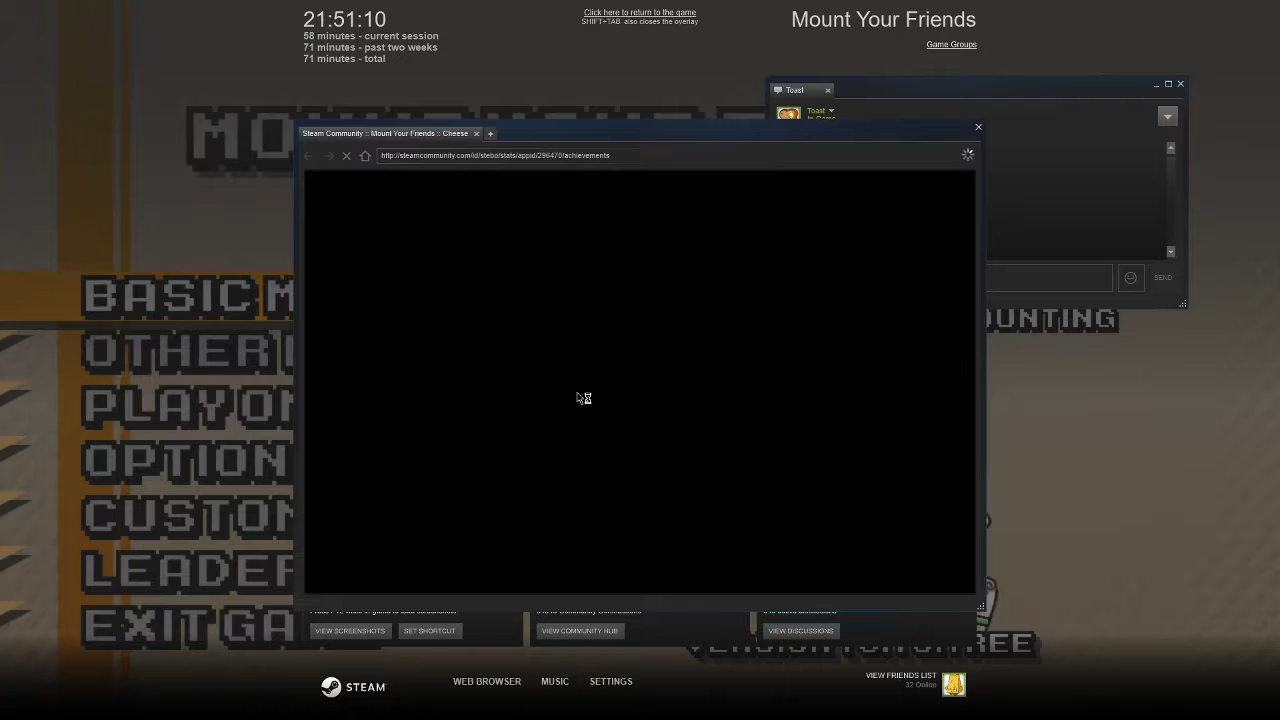 21:51:10
58 minutes - current session
71 minutes - past two weeks
71 minutes - total
Click here to return to the game
SHIFT+TAB also closes the overlay
Mount Your Friends
Game Groups
Toast
Toast
In-Game
Steam Community :: Mount Your Friends :: Cheese
http://steamcommunity.com/id/stebo/stats/appid/296470/achievements
SEND
BASIC M
OTHER
PLAY ON
OPTION
CUSTOM
LEADER
EXIT GA
OUNTING
VIEW SCREENSHOTS
SET SHORTCUT
VIEW COMMUNITY HUB
VIEW DISCUSSIONS
STEAM
WEB BROWSER
MUSIC
SETTINGS
VIEW FRIENDS LIST
32 Online